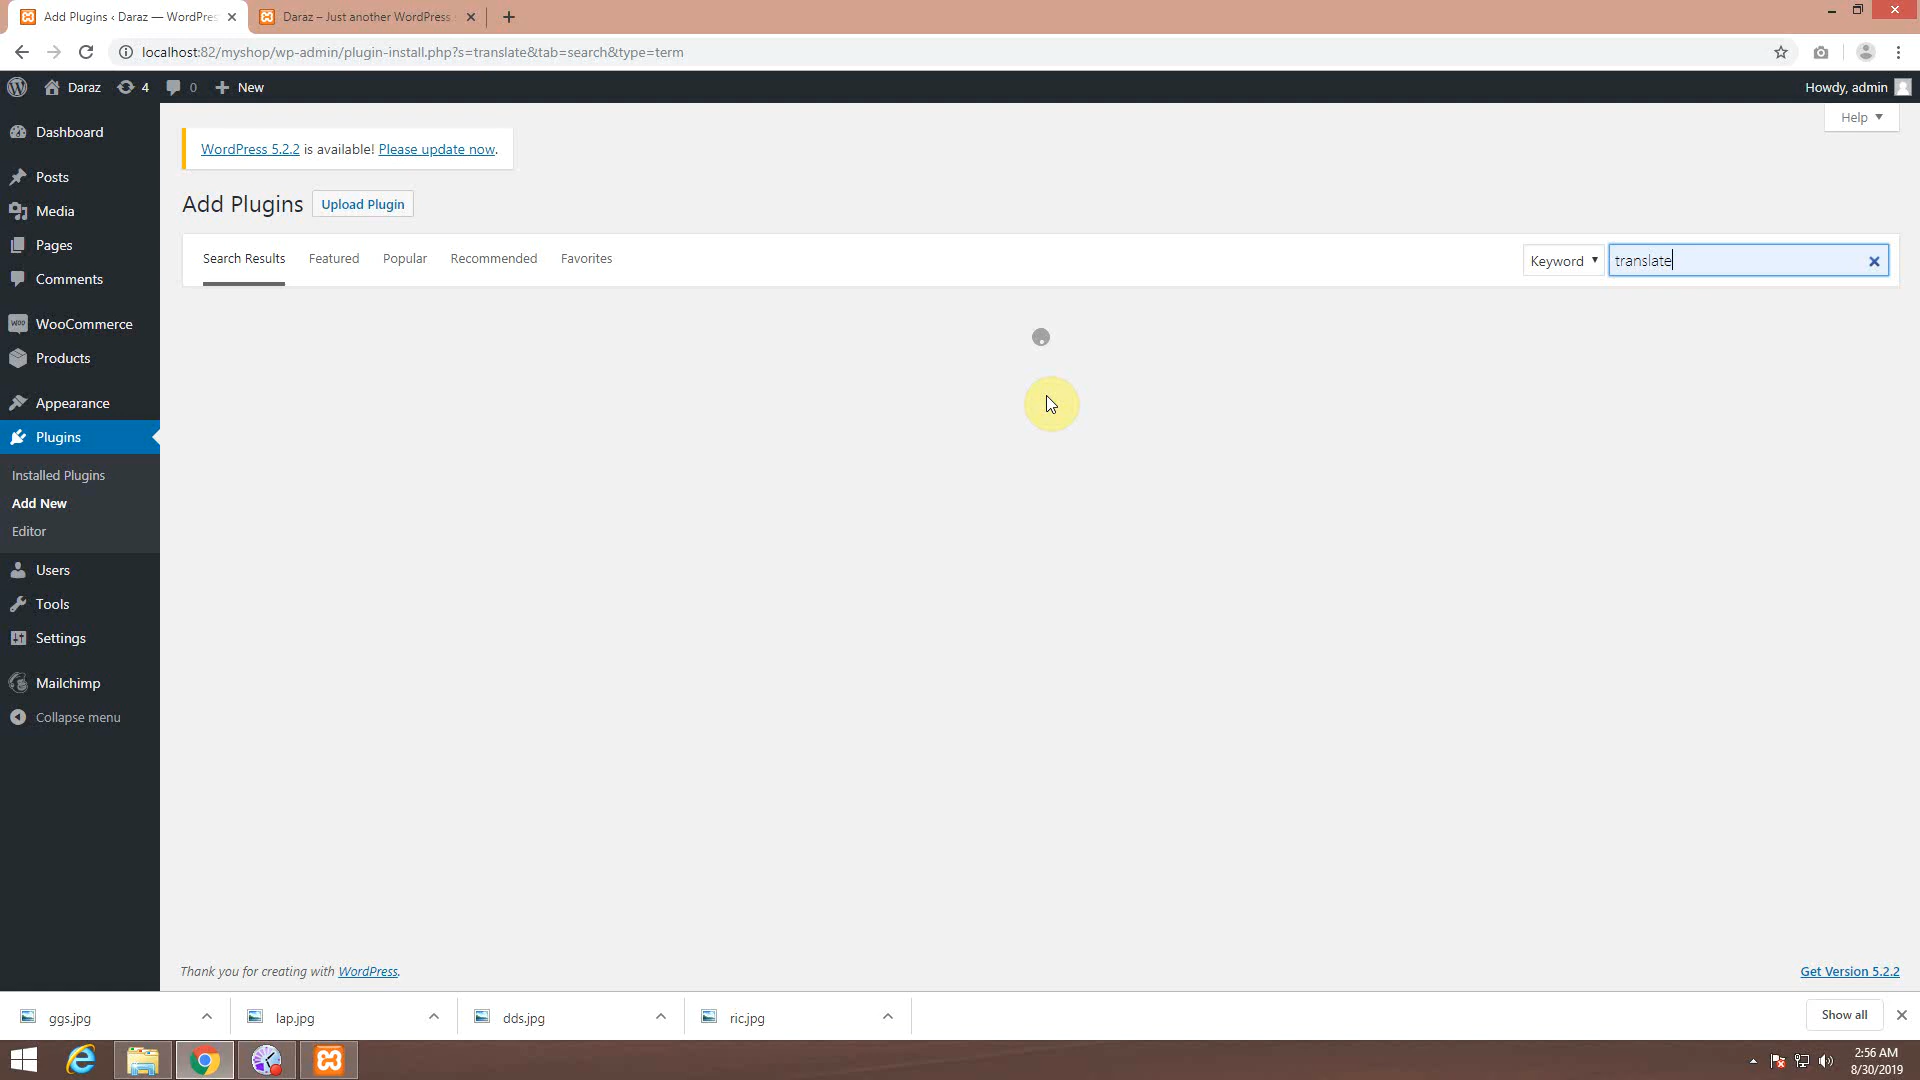 Add Plugins ‹ Daraz — WordPres
Daraz – Just another WordPress
localhost:82/myshop/wp-admin/plugin-install.php?s=translate&tab=search&type=term
Daraz
4
0
New
Howdy, admin
Help
Dashboard
Posts
Media
Pages
Comments
WooCommerce
Products
Appearance
Plugins
Installed Plugins
Add New
Editor
Users
Tools
Settings
Mailchimp
Collapse menu
WordPress 5.2.2 is available! Please update now.
Add Plugins
Upload Plugin
Search Results
Featured
Popular
Recommended
Favorites
Keyword
translate
Thank you for creating with WordPress.
Get Version 5.2.2
ggs.jpg
lap.jpg
dds.jpg
ric.jpg
Show all
2:56 AM
8/30/2019